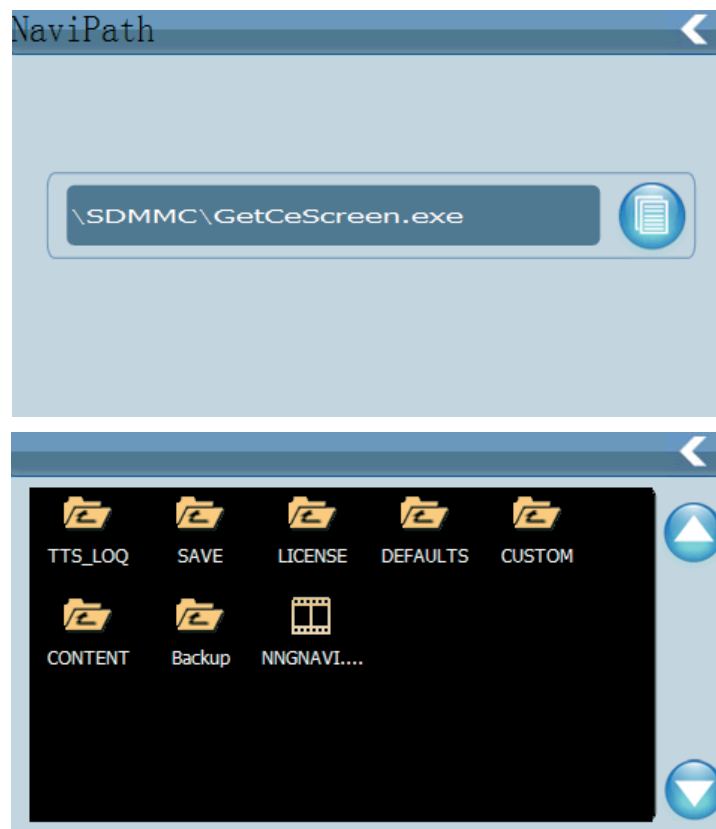 NaviPath
\SDMMC\GetCeScreen.exe
TTS_LOQ SAVE LICENSE DEFAULTS CUSTOM
CONTENT Backup NNGNAVI....